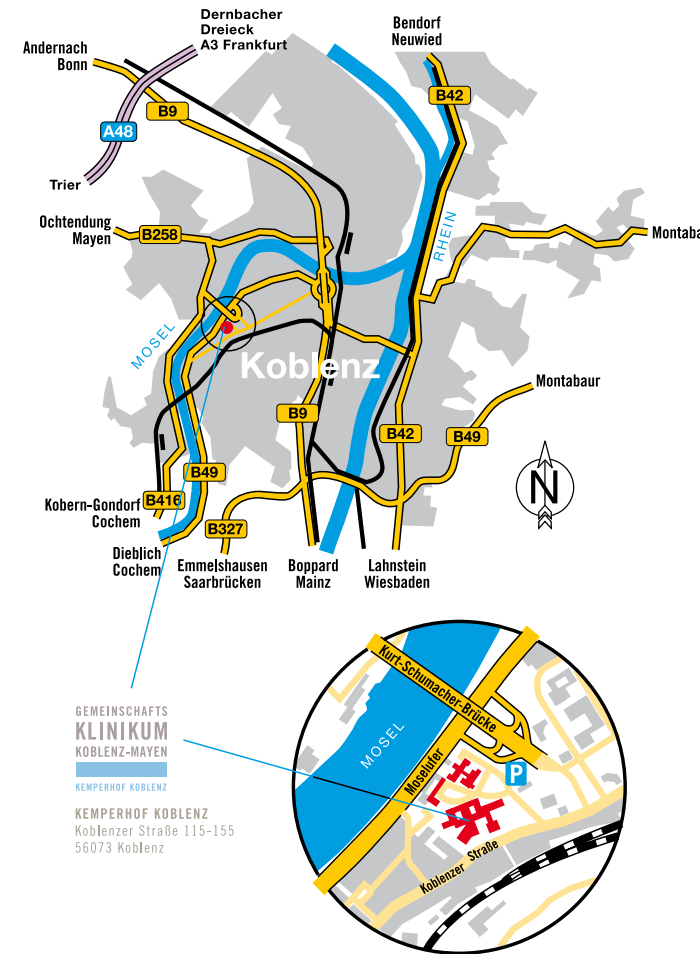 Dernbacher
Dreieck
A3 Frankfurt
Bendorf
Neuwied
Andernach
Bonn
B42
B9
A48
Trier
Ochtendung
Mayen
B258
RHEIN
Montaba
MOSEL
Koblenz
Montabaur
B9
B42
B49
N
B49
B416
Kobern-Gondorf
Cochem
B327
Dieblich
Cochem
Emmelshausen
Saarbrücken
Boppard
Mainz
Lahnstein
Wiesbaden
Kurt-Schumacher-Brücke
MOSEL
Moselufer
P
Koblenzer Straße
GEMEINSCHAFTS
KLINIKUM
KOBLENZ-MAYEN
KEMPERHOF KOBLENZ
KEMPERHOF KOBLENZ
Koblenzer Straße 115-155
56073 Koblenz